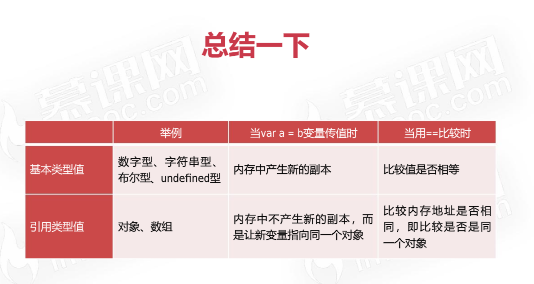 总结一下
举例
当var a = b变量传值时
当用==比较时
基本类型值
数字型、字符串型、
布尔型、undefined型
内存中产生新的副本
比较值是否相等
引用类型值
对象、数组
内存中不产生新的副本，而
是让新变量指向同一个对象
比较内存地址是否相
同，即比较是否是同
一个对象